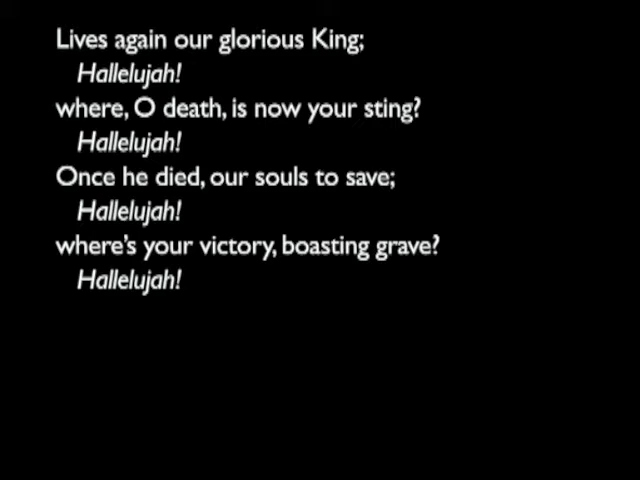 Lives again our glorious King;
Hallelujah!
where, O death, is now your sting?
Hallelujah!
Once he died, our souls to save;
Hallelujah!
where's your victory, boasting grave?
Hallelujah!